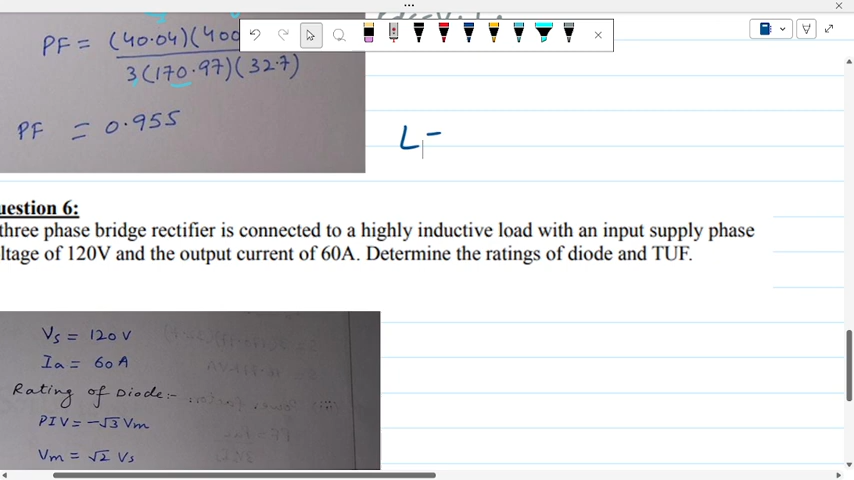 PF = (40.04)(400
3(170.97)(32.7)
PF = 0.955
L -
uestion 6:
three phase bridge rectifier is connected to a highly inductive load with an input supply phase
ltage of 120V and the output current of 60A. Determine the ratings of diode and TUF.
Vs = 120 V
Ia = 60 A
Rating of Diode:-
PIV = -√3 Vm
Vm = √2 Vs